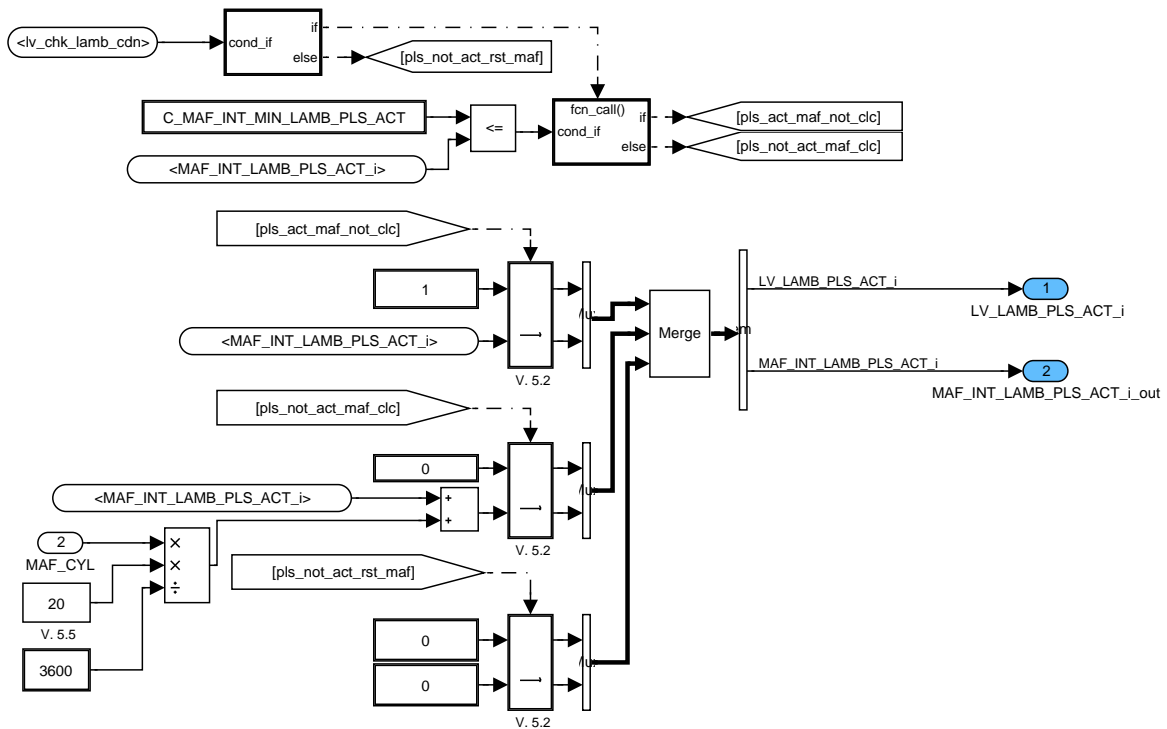 <lv_chk_lamb_cdn>
cond_if
if
else
[pls_not_act_rst_maf]
C_MAF_INT_MIN_LAMB_PLS_ACT
<=
fcn_call()
cond_if
if
else
[pls_act_maf_not_clc]
[pls_not_act_maf_clc]
<MAF_INT_LAMB_PLS_ACT_i>
[pls_act_maf_not_clc]
1
<MAF_INT_LAMB_PLS_ACT_i>
V. 5.2
Merge
LV_LAMB_PLS_ACT_i
1
LV_LAMB_PLS_ACT_i
MAF_INT_LAMB_PLS_ACT_i
2
MAF_INT_LAMB_PLS_ACT_i_out
[pls_not_act_maf_clc]
0
<MAF_INT_LAMB_PLS_ACT_i>
+
+
V. 5.2
2
MAF_CYL
×
×
÷
20
V. 5.5
3600
[pls_not_act_rst_maf]
0
0
V. 5.2